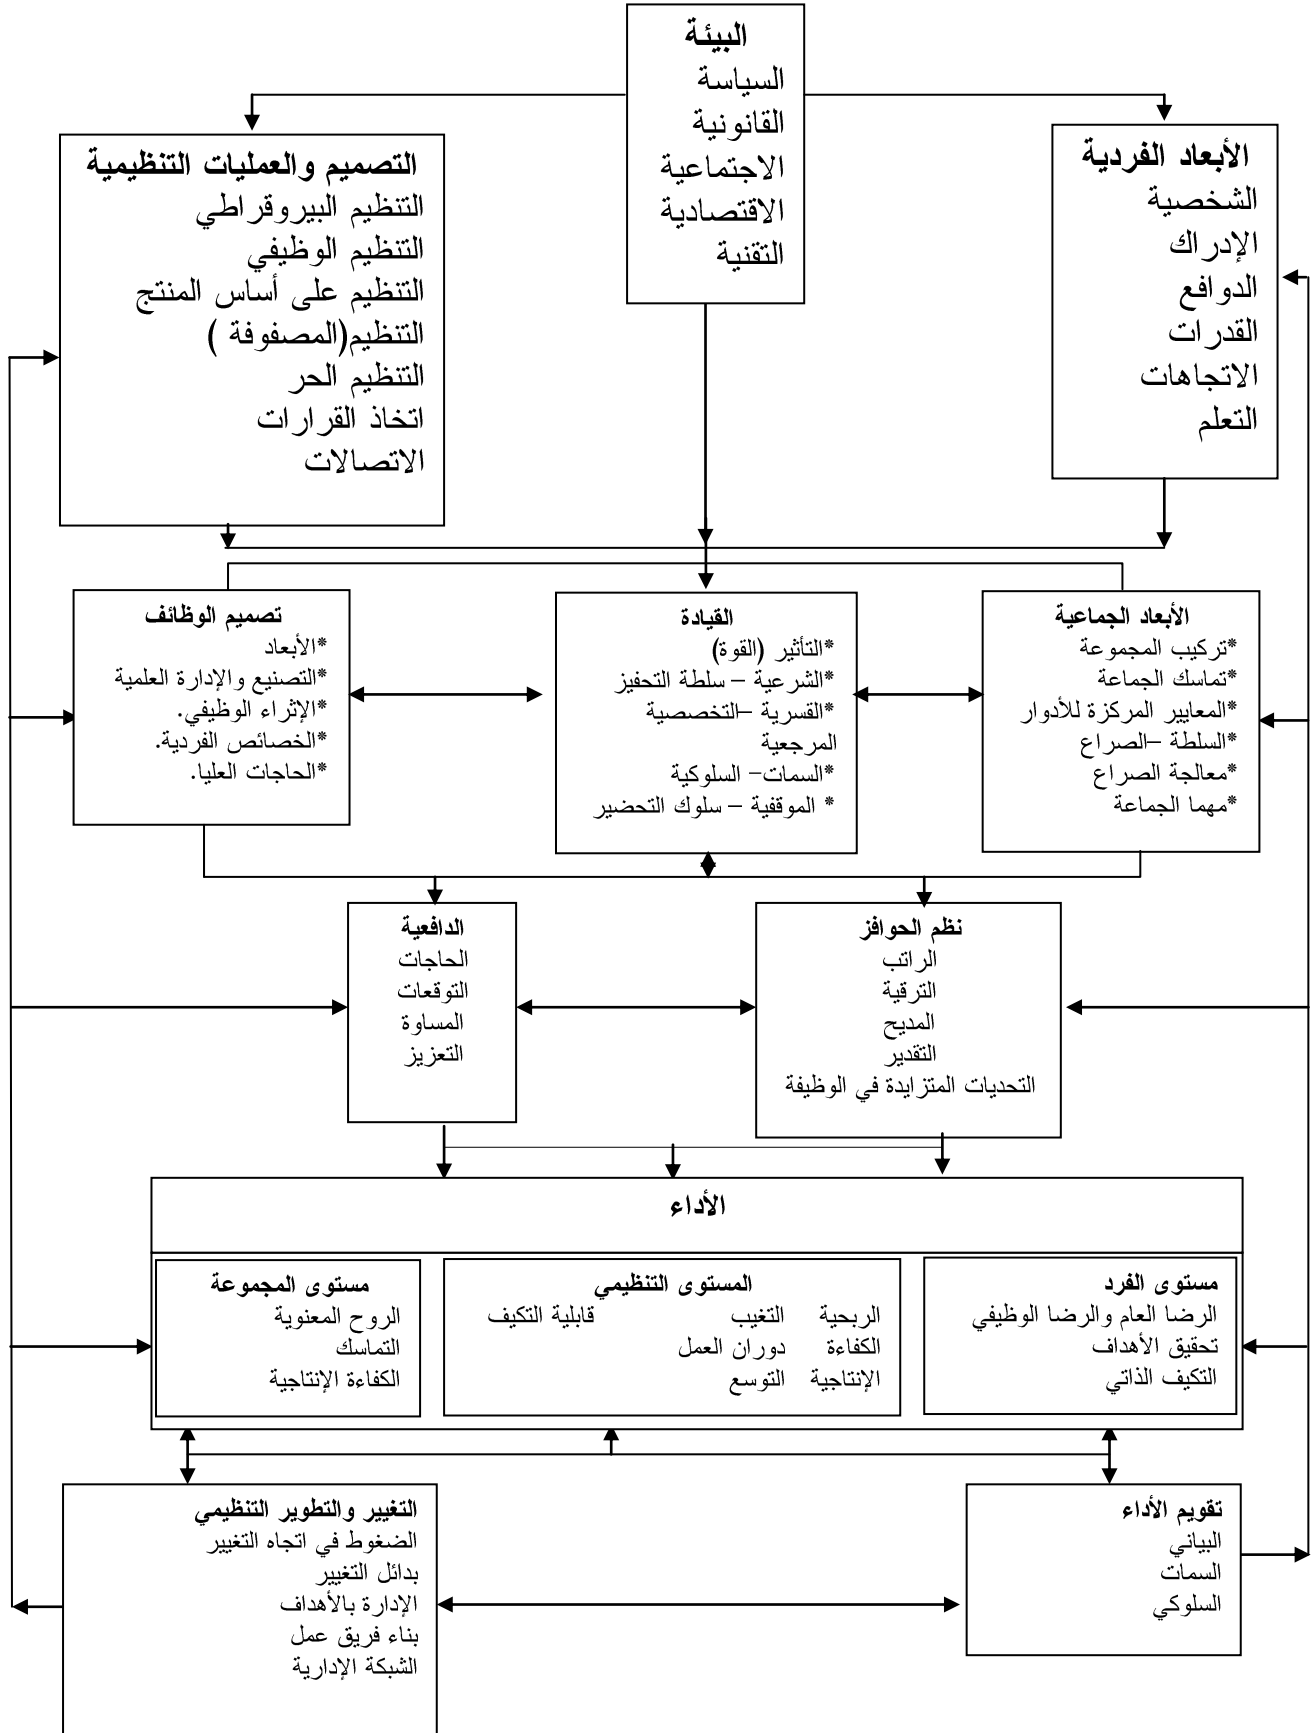 البيئة
السياسة
القانونية
الاجتماعية
الاقتصادية
التقنية
الأبعاد الفردية
الشخصية
الإدراك
الدوافع
القدرات
الاتجاهات
التعلم
التصميم والعمليات التنظيمية
التنظيم البيروقراطي
التنظيم الوظيفي
التنظيم على أساس المنتج
التنظيم(المصفوفة )
التنظيم الحر
اتخاذ القرارات
الاتصالات
الأبعاد الجماعية
*تركيب المجموعة
*تماسك الجماعة
*المعايير المركزة للأدوار
*السلطة –الصراع
*معالجة الصراع
*مهما الجماعة
القيادة
*التأثير (القوة)
*الشرعية – سلطة التحفيز
*القسرية –التخصصية
المرجعية
*السمات– السلوكية
* الموقفية – سلوك التحضير
تصميم الوظائف
*الأبعاد
*التصنيع والإدارة العلمية
*الإثراء الوظيفي.
*الخصائص الفردية.
*الحاجات العليا.
نظم الحوافز
الراتب
الترقية
المديح
التقدير
التحديات المتزايدة في الوظيفة
الدافعية
الحاجات
التوقعات
المساوة
التعزيز
الأداء
مستوى الفرد
الرضا العام والرضا الوظيفي
تحقيق الأهداف
التكيف الذاتي
المستوى التنظيمي
الربحية التغيب قابلية التكيف
الكفاءة دوران العمل
الإنتاجية التوسع
مستوى المجموعة
الروح المعنوية
التماسك
الكفاءة الإنتاجية
تقويم الأداء
البياني
السمات
السلوكي
التغيير والتطوير التنظيمي
الضغوط في اتجاه التغيير
بدائل التغيير
الإدارة بالأهداف
بناء فريق عمل
الشبكة الإدارية